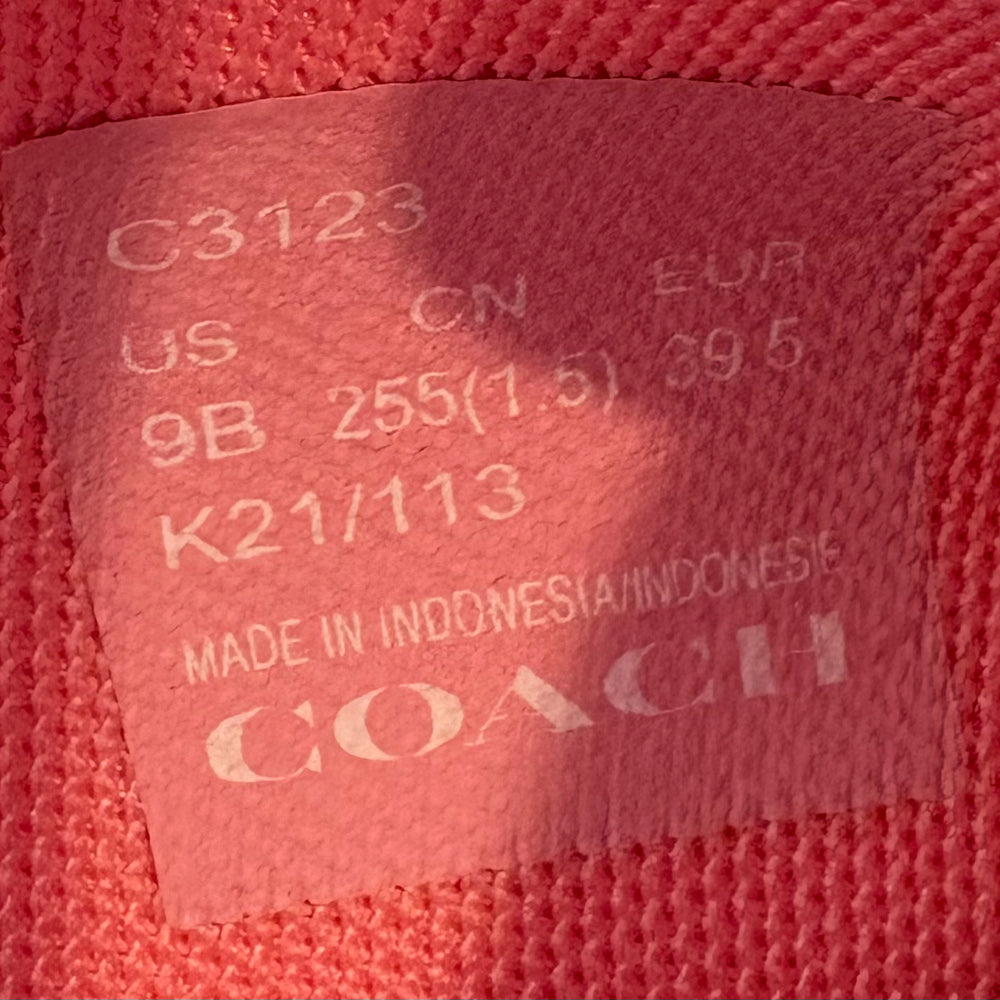 C3123
US CN EUR
9B 255(1.5) 39.5
K21/113
MADE IN INDONESIA/INDONESIE
COACH